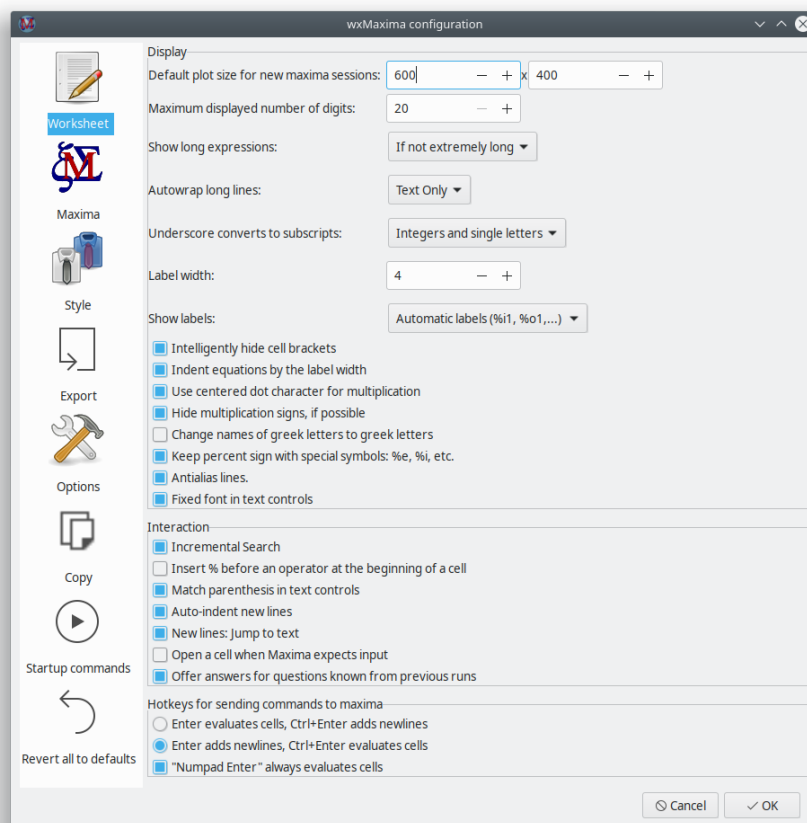 wxMaxima configuration
Worksheet
Maxima
Style
Export
Options
Copy
Startup commands
Revert all to defaults
Display
Default plot size for new maxima sessions: 600 x 400
Maximum displayed number of digits: 20
Show long expressions: If not extremely long
Autowrap long lines: Text Only
Underscore converts to subscripts: Integers and single letters
Label width: 4
Show labels: Automatic labels (%i1, %o1,...)
Intelligently hide cell brackets
Indent equations by the label width
Use centered dot character for multiplication
Hide multiplication signs, if possible
Change names of greek letters to greek letters
Keep percent sign with special symbols: %e, %i, etc.
Antialias lines.
Fixed font in text controls
Interaction
Incremental Search
Insert % before an operator at the beginning of a cell
Match parenthesis in text controls
Auto-indent new lines
New lines: Jump to text
Open a cell when Maxima expects input
Offer answers for questions known from previous runs
Hotkeys for sending commands to maxima
Enter evaluates cells, Ctrl+Enter adds newlines
Enter adds newlines, Ctrl+Enter evaluates cells
"Numpad Enter" always evaluates cells
Cancel
OK